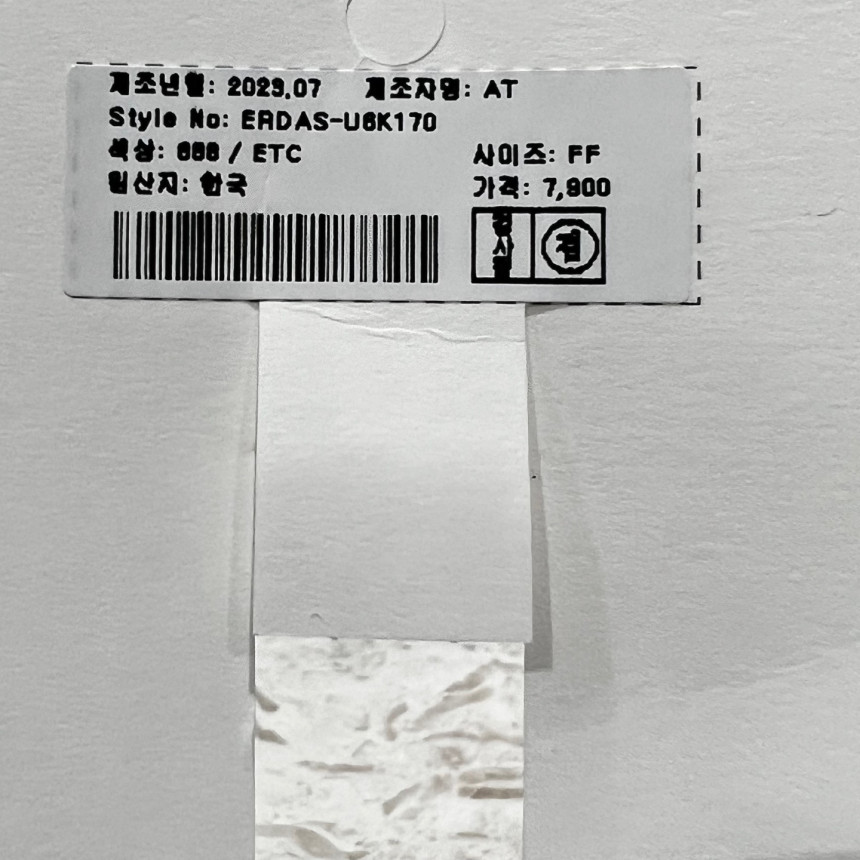 제조년월: 2023.07 제조자명: AT
Style No: ERDAS-U6K170
색상: 666 / ETC 사이즈: FF
원산지: 한국 가격: 7,900
검사필 검